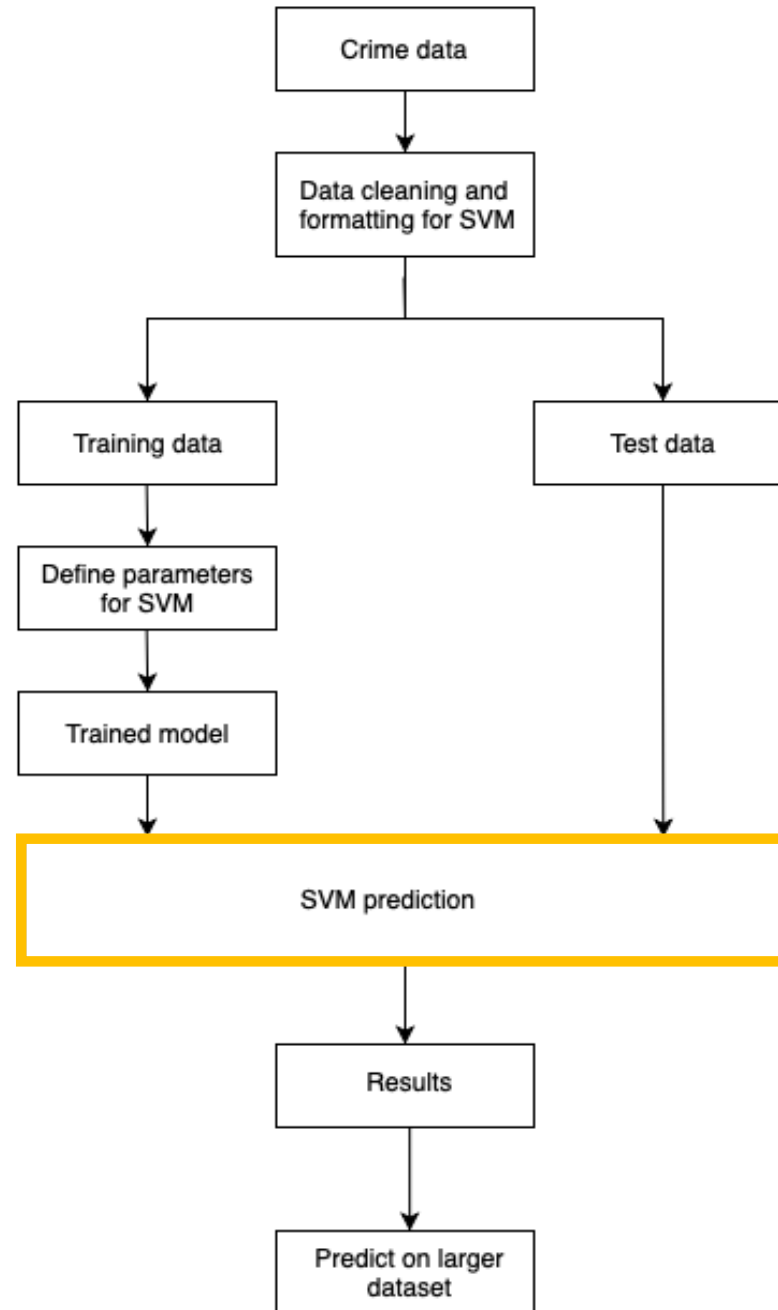 Crime data
Data cleaning and
formatting for SVM
Training data
Test data
Define parameters
for SVM
Trained model
SVM prediction
Results
Predict on larger
dataset